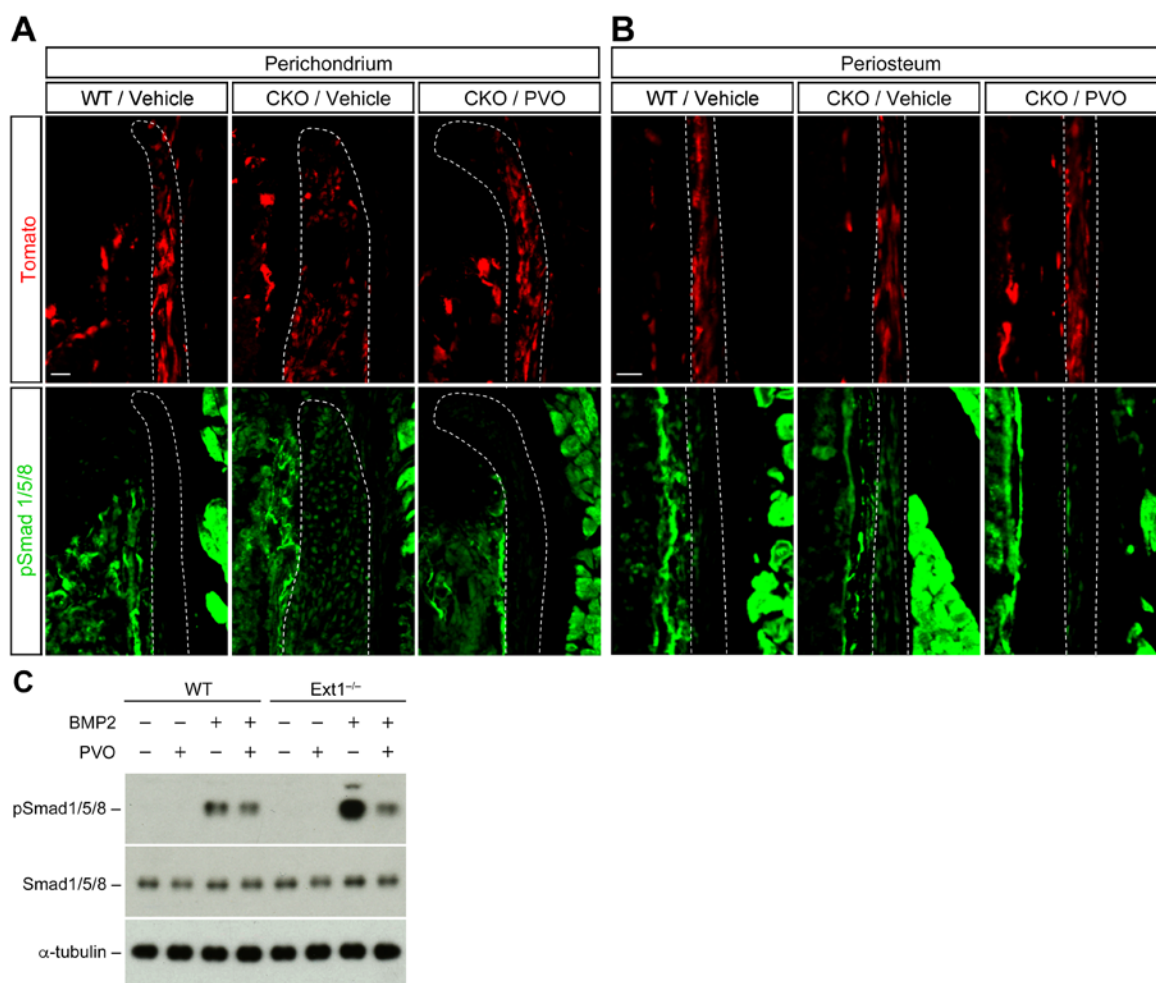 A
B
Perichondrium
Periosteum
WT / Vehicle
CKO / Vehicle
CKO / PVO
WT / Vehicle
CKO / Vehicle
CKO / PVO
Tomato
pSmad 1/5/8
C
WT
Ext1–/–
BMP2 – – + + – – + +
PVO – + – + – + – +
pSmad1/5/8 –
Smad1/5/8 –
α-tubulin –